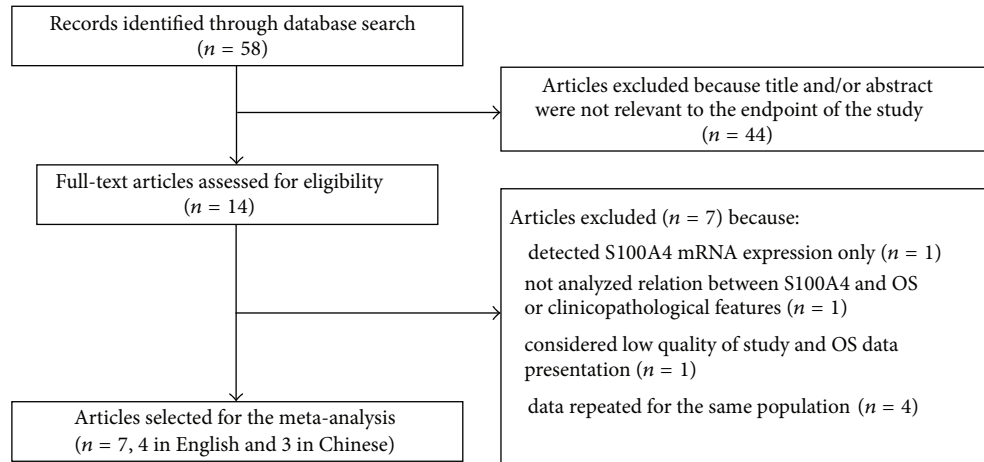 Records identified through database search
(n = 58)
Articles excluded because title and/or abstract
were not relevant to the endpoint of the study
(n = 44)
Full-text articles assessed for eligibility
(n = 14)
Articles excluded (n = 7) because:
detected S100A4 mRNA expression only (n = 1)
not analyzed relation between S100A4 and OS
or clinicopathological features (n = 1)
considered low quality of study and OS data
presentation (n = 1)
data repeated for the same population (n = 4)
Articles selected for the meta-analysis
(n = 7, 4 in English and 3 in Chinese)